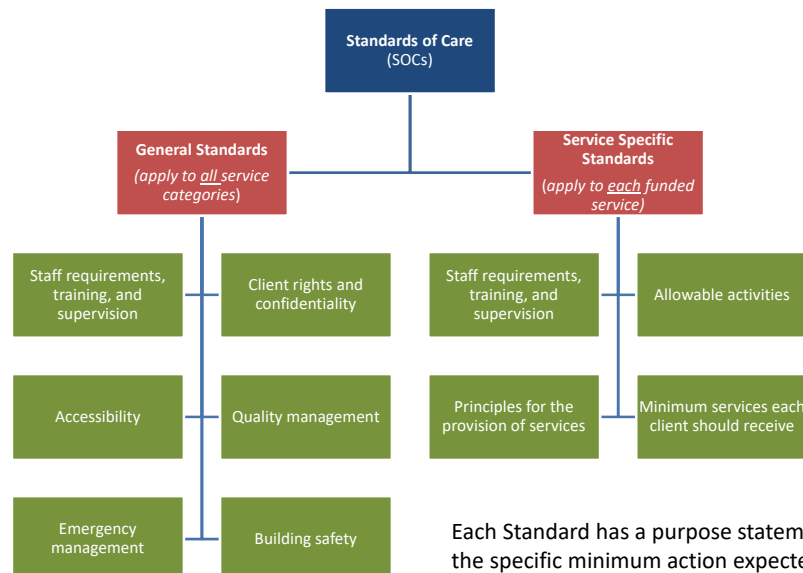 Standards of Care
(SOCs)
General Standards
(apply to all service
categories)
Service Specific
Standards
(apply to each funded
service)
Staff requirements,
training, and
supervision
Client rights and
confidentiality
Staff requirements,
training, and
supervision
Allowable activities
Accessibility
Quality management
Principles for the
provision of services
Minimum services each
client should receive
Emergency
management
Building safety
Each Standard has a purpose
the specific minimum action